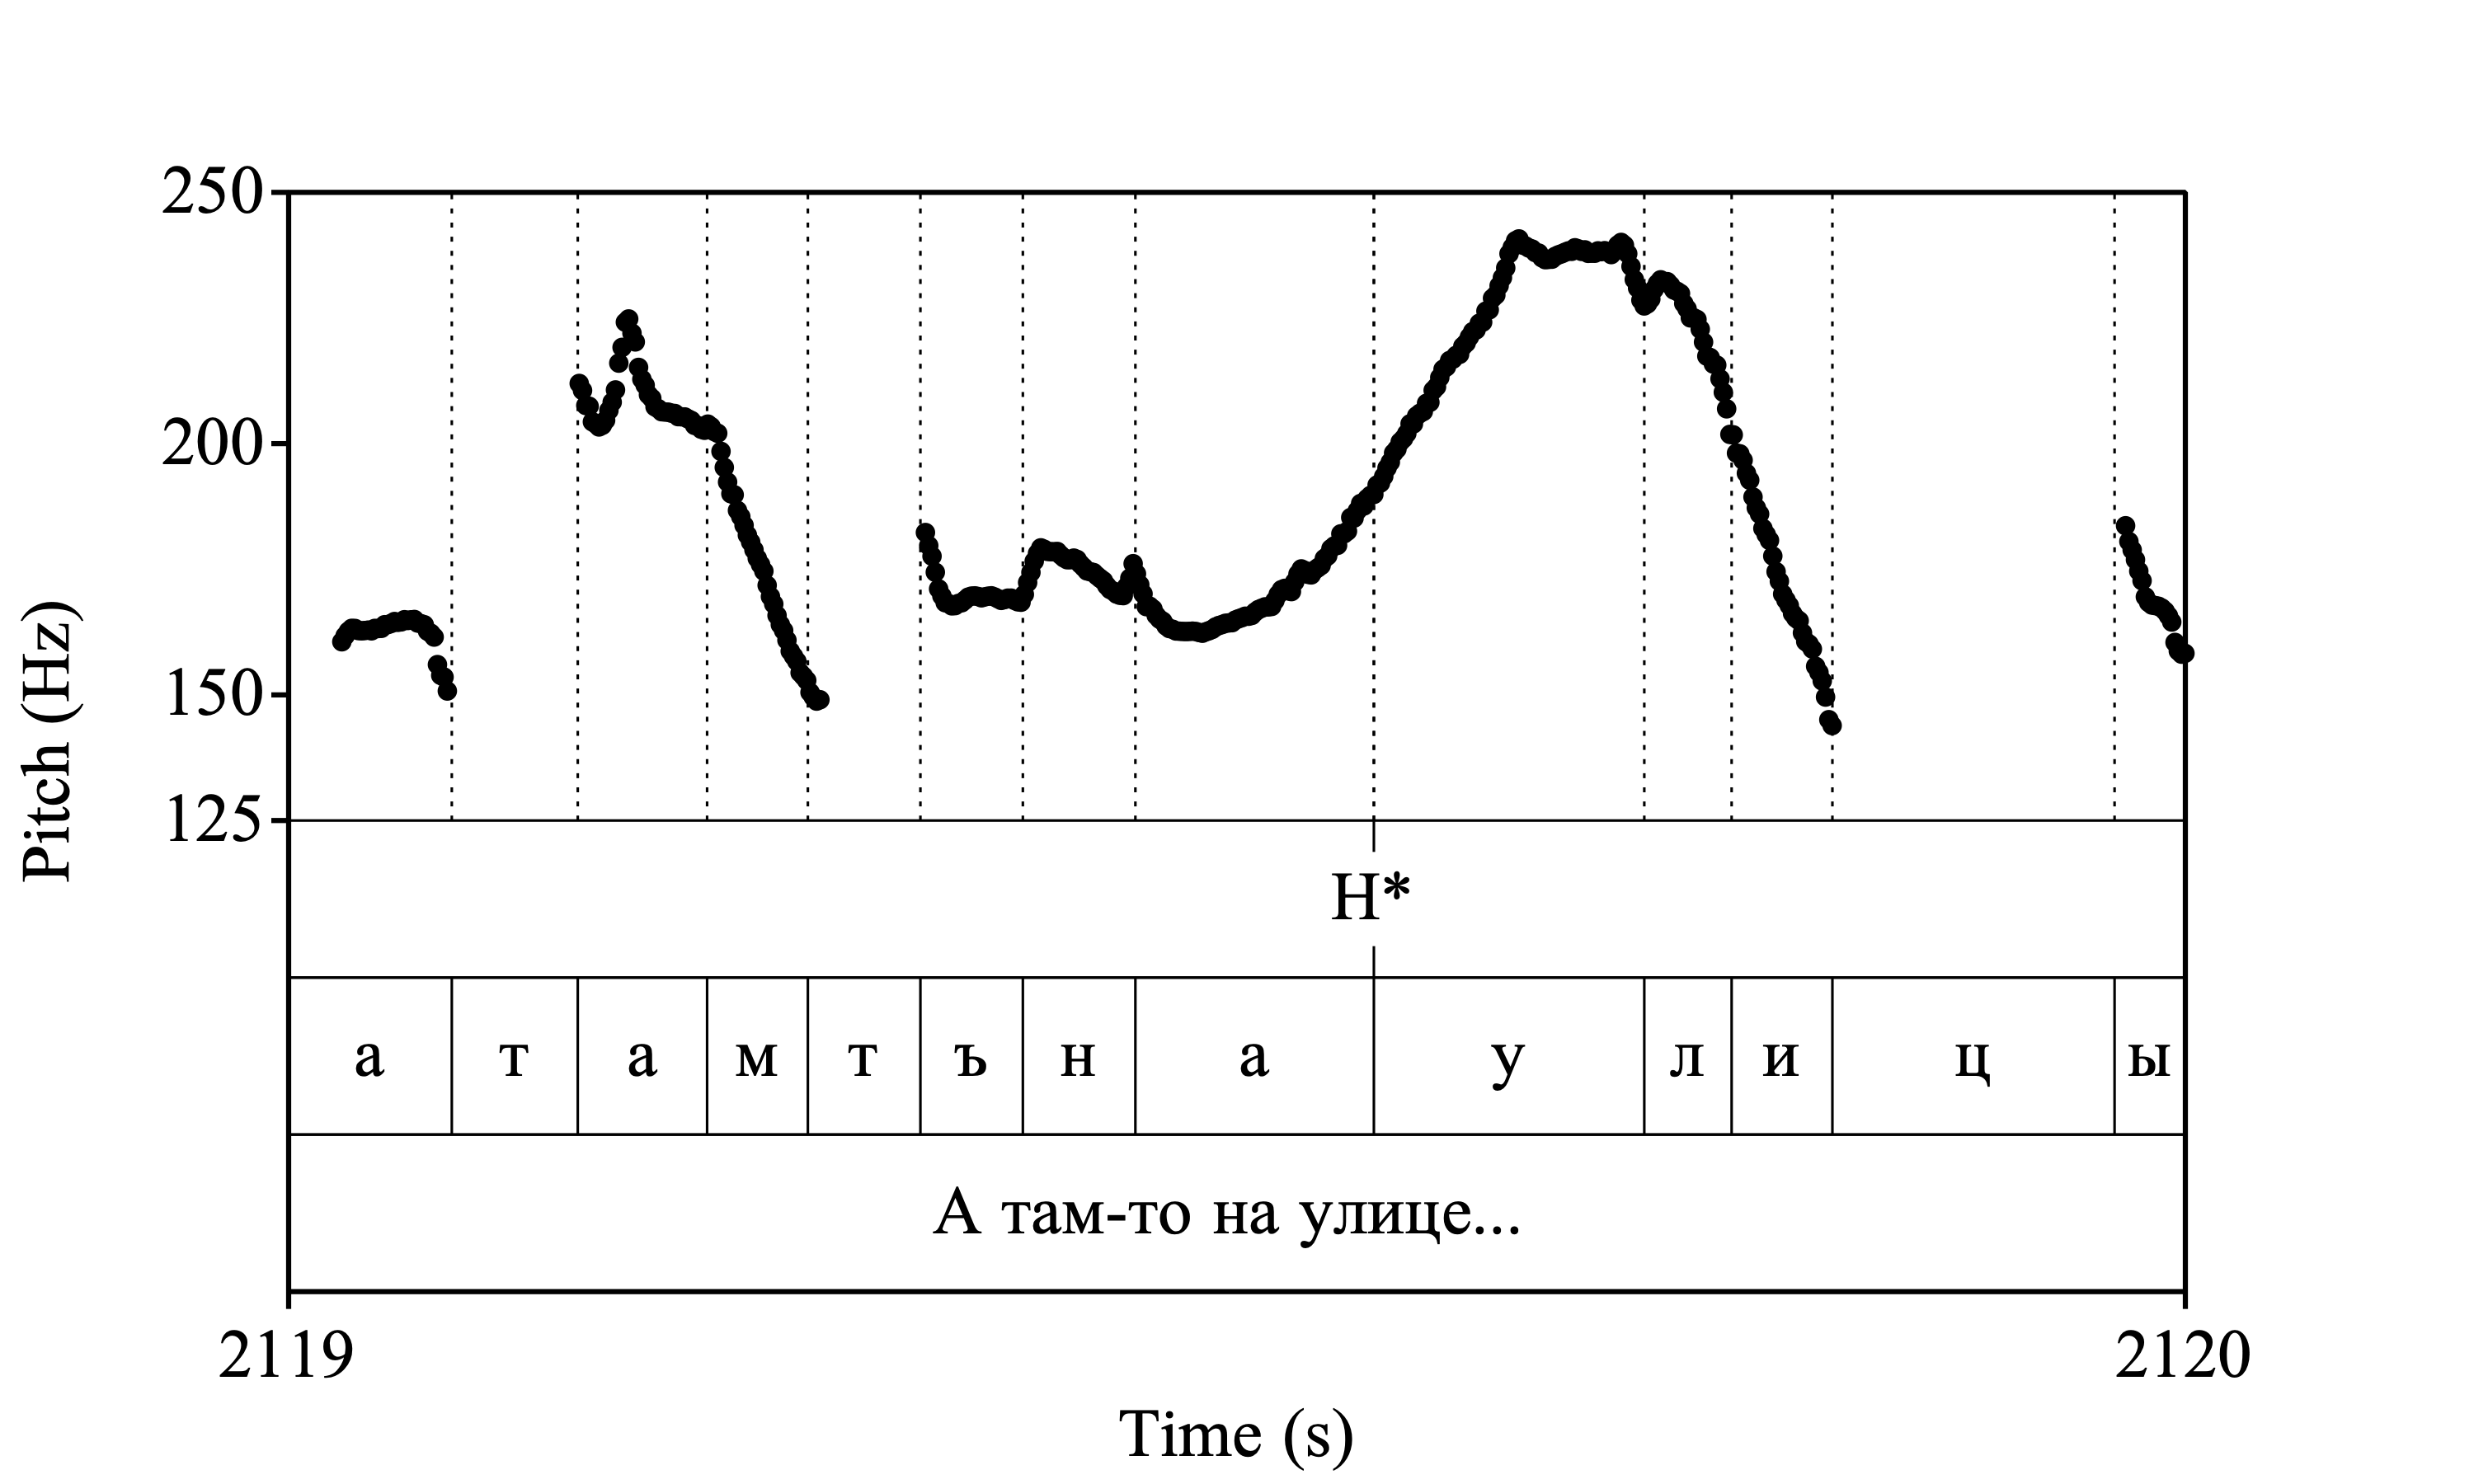 250
200
150
125
Pitch (Hz)
H*
а т а м т ъ н а у л и ц ы
А там-то на улице...
2119 2120
Time (s)